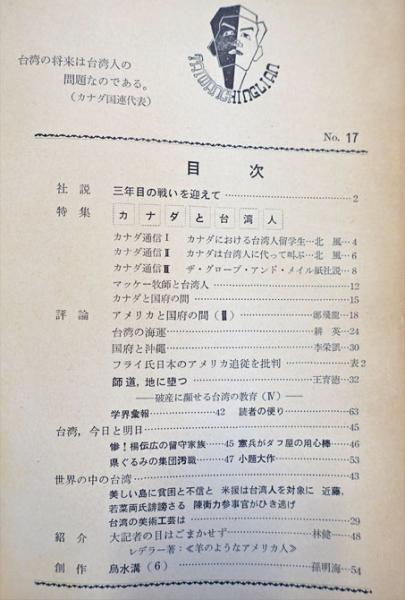 台湾の将来は台湾人の
問題なのである。
(カナダ国連代表)
TAIWANCHINGLIAN
No. 17
目次
社説 三年目の戦いを迎えて………2
特集 カナダと台湾人
カナダ通信Ⅰ カナダにおける台湾人留学生…北 風…4
カナダ通信Ⅱ カナダは台湾人に代って叫ぶ…北 風…6
カナダ通信Ⅲ ザ・グローブ・アンド・メイル紙社説…8
マッケー牧師と台湾人………12
カナダと国府の間………15
評論 アメリカと国府の間(Ⅱ)………鄭飛龍…18
台湾の海運………耕 英…24
国府と沖縄………李栄凱…30
フライ氏日本のアメリカ追従を批判………表2
師道,地に墮つ………王育徳…32
――破産に瀕せる台湾の教育(Ⅳ)――
学界彙報………42 読者の便り………63
台湾,今日と明日………45
惨!楊伝広の留守家族……45 憲兵がダフ屋の用心棒……46
県ぐるみの集団汚職……47 小題大作………53
世界の中の台湾………43
美しい島に貧困と不信と 米援は台湾人を対象に 近藤,
若菜両氏誹謗さる 陳衡力参事官がひき逃げ
台湾の美術工芸は………29
紹介 大記者の目はごまかせず………林健一…48
レデラー著:≪羊のようなアメリカ人≫
創作 烏水溝(6)………孫明海…54